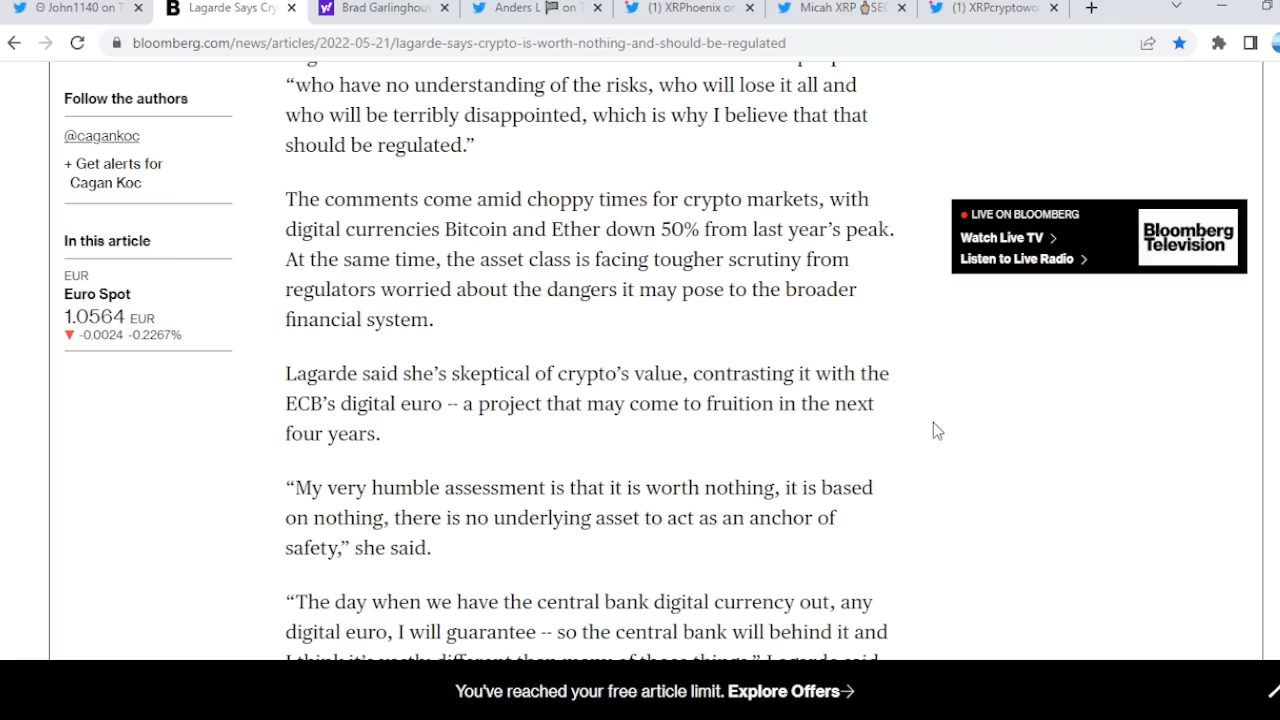 Θ John1140 on T
Lagarde Says Cry
Brad Garlinghous
Anders L on T
(1) XRPhoenix on
Micah XRP SEC
(1) XRPcryptowo
bloomberg.com/news/articles/2022-05-21/lagarde-says-crypto-is-worth-nothing-and-should-be-regulated
Follow the authors
@cagankoc
+ Get alerts for
Cagan Koc
In this article
EUR
Euro Spot
1.0564 EUR
▼ -0.0024 -0.2267%
“who have no understanding of the risks, who will lose it all and
who will be terribly disappointed, which is why I believe that that
should be regulated.”
The comments come amid choppy times for crypto markets, with
digital currencies Bitcoin and Ether down 50% from last year’s peak.
At the same time, the asset class is facing tougher scrutiny from
regulators worried about the dangers it may pose to the broader
financial system.
Lagarde said she’s skeptical of crypto’s value, contrasting it with the
ECB’s digital euro -- a project that may come to fruition in the next
four years.
“My very humble assessment is that it is worth nothing, it is based
on nothing, there is no underlying asset to act as an anchor of
safety,” she said.
“The day when we have the central bank digital currency out, any
digital euro, I will guarantee -- so the central bank will behind it and
I think it’s vastly different than many of those things,” Lagarde said
LIVE ON BLOOMBERG
Watch Live TV >
Listen to Live Radio >
Bloomberg
Television
You've reached your free article limit. Explore Offers→